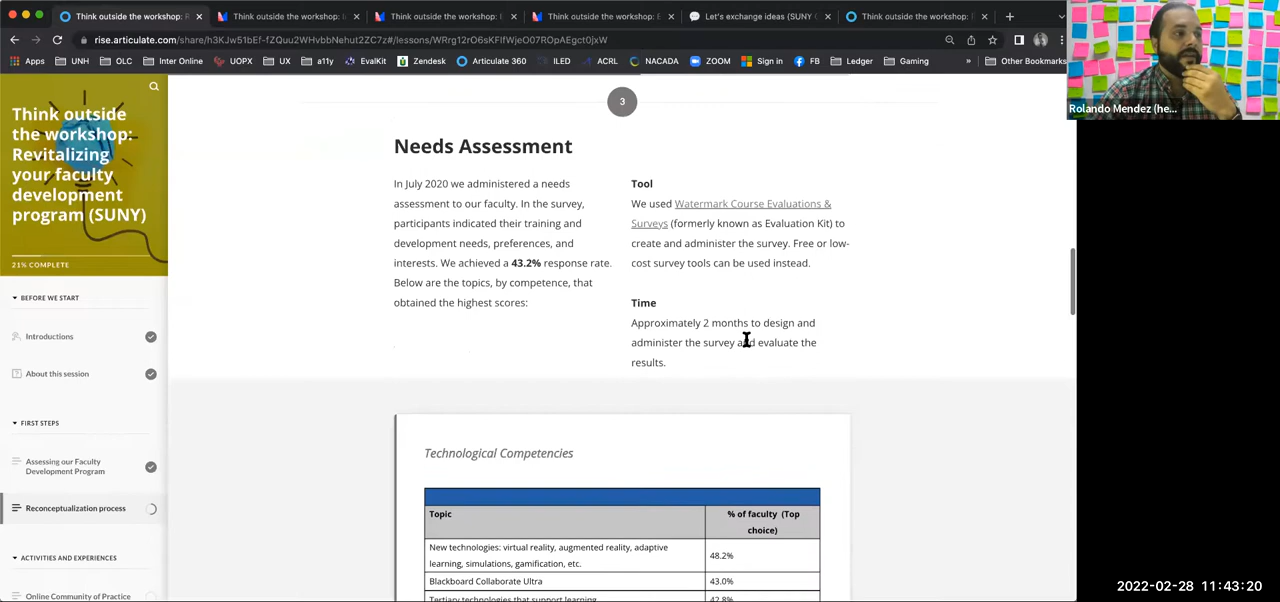 Think outside the workshop: R
Think outside the workshop: I
Think outside the workshop: I
Think outside the workshop: E
Let's exchange ideas (SUNY C
Think outside the workshop: R
rise.articulate.com/share/h3KJw51bEf-fZQuu2WHvbbNehut2ZC7z#/lessons/WRrg12rO6sKFIfWjeO07ROpAEgct0jxW
Apps
UNH
OLC
Inter Online
UOPX
UX
a11y
EvalKit
Zendesk
Articulate 360
ILED
ACRL
NACADA
ZOOM
Sign in
FB
Ledger
Gaming
»
Other Bookmarks
Rolando Mendez (he...
Think outside
the workshop:
Revitalizing
your faculty
development
program (SUNY)
21% COMPLETE
BEFORE WE START
Introductions
About this session
FIRST STEPS
Assessing our Faculty
Development Program
Reconceptualization process
ACTIVITIES AND EXPERIENCES
Online Community of Practice
3
Needs Assessment
In July 2020 we administered a needs
assessment to our faculty. In the survey,
participants indicated their training and
development needs, preferences, and
interests. We achieved a 43.2% response rate.
Below are the topics, by competence, that
obtained the highest scores:
Tool
We used Watermark Course Evaluations &
Surveys (formerly known as Evaluation Kit) to
create and administer the survey. Free or low-
cost survey tools can be used instead.
Time
Approximately 2 months to design and
administer the survey and evaluate the
results.
Technological Competencies
Topic
% of faculty (Top
choice)
New technologies: virtual reality, augmented reality, adaptive
learning, simulations, gamification, etc.
48.2%
Blackboard Collaborate Ultra
43.0%
Tertiary technologies that support learning
42.8%
2022-02-28 11:43:20